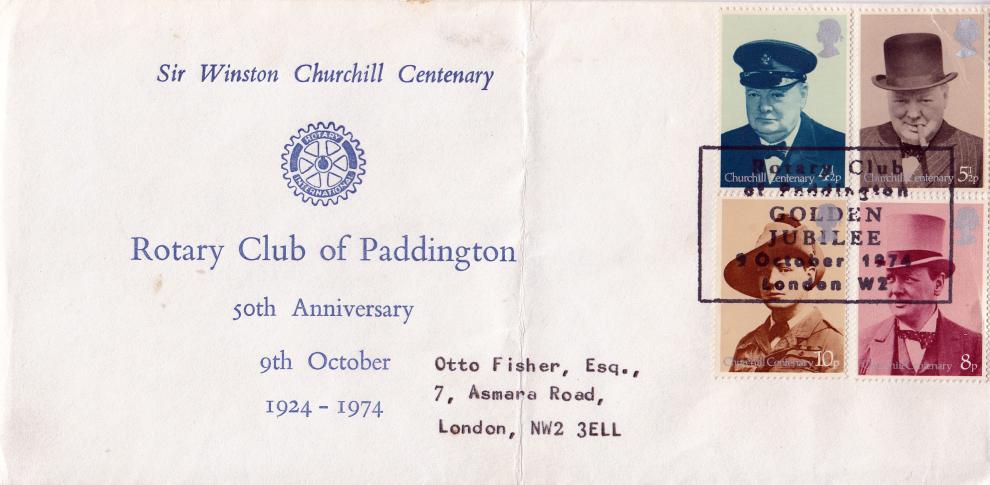 Sir Winston Churchill Centenary
ROTARY
INTERNATIONAL
Rotary Club of Paddington
50th Anniversary
9th October
1924 - 1974
Otto Fisher, Esq.,
7, Asmara Road,
London, NW2 3ELL
Churchill Centenary 4½p
Churchill Centenary 5½p
Rotary Club
of Paddington
GOLDEN
JUBILEE
9 October 1974
London W2
Churchill Centenary 10p
Churchill Centenary 8p